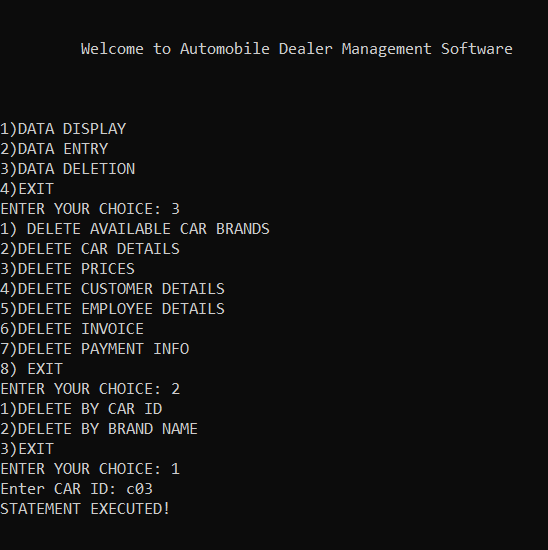 Welcome to Automobile Dealer Management Software
1)DATA DISPLAY
2)DATA ENTRY
3)DATA DELETION
4)EXIT
ENTER YOUR CHOICE: 3
1) DELETE AVAILABLE CAR BRANDS
2)DELETE CAR DETAILS
3)DELETE PRICES
4)DELETE CUSTOMER DETAILS
5)DELETE EMPLOYEE DETAILS
6)DELETE INVOICE
7)DELETE PAYMENT INFO
8) EXIT
ENTER YOUR CHOICE: 2
1)DELETE BY CAR ID
2)DELETE BY BRAND NAME
3)EXIT
ENTER YOUR CHOICE: 1
Enter CAR ID: c03
STATEMENT EXECUTED!